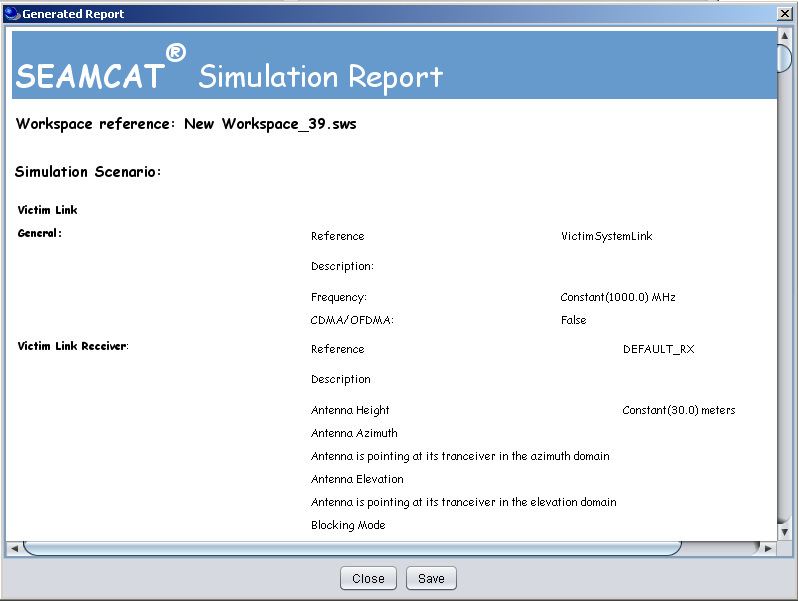 Generated Report
SEAMCAT® Simulation Report
Workspace reference: New Workspace_39.sws
Simulation Scenario:
Victim Link
General: Reference VictimSystemLink
Description:
Frequency: Constant(1000.0) MHz
CDMA/OFDMA: False
Victim Link Receiver: Reference DEFAULT_RX
Description
Antenna Height Constant(30.0) meters
Antenna Azimuth
Antenna is pointing at its tranceiver in the azimuth domain
Antenna Elevation
Antenna is pointing at its tranceiver in the elevation domain
Blocking Mode
Close Save